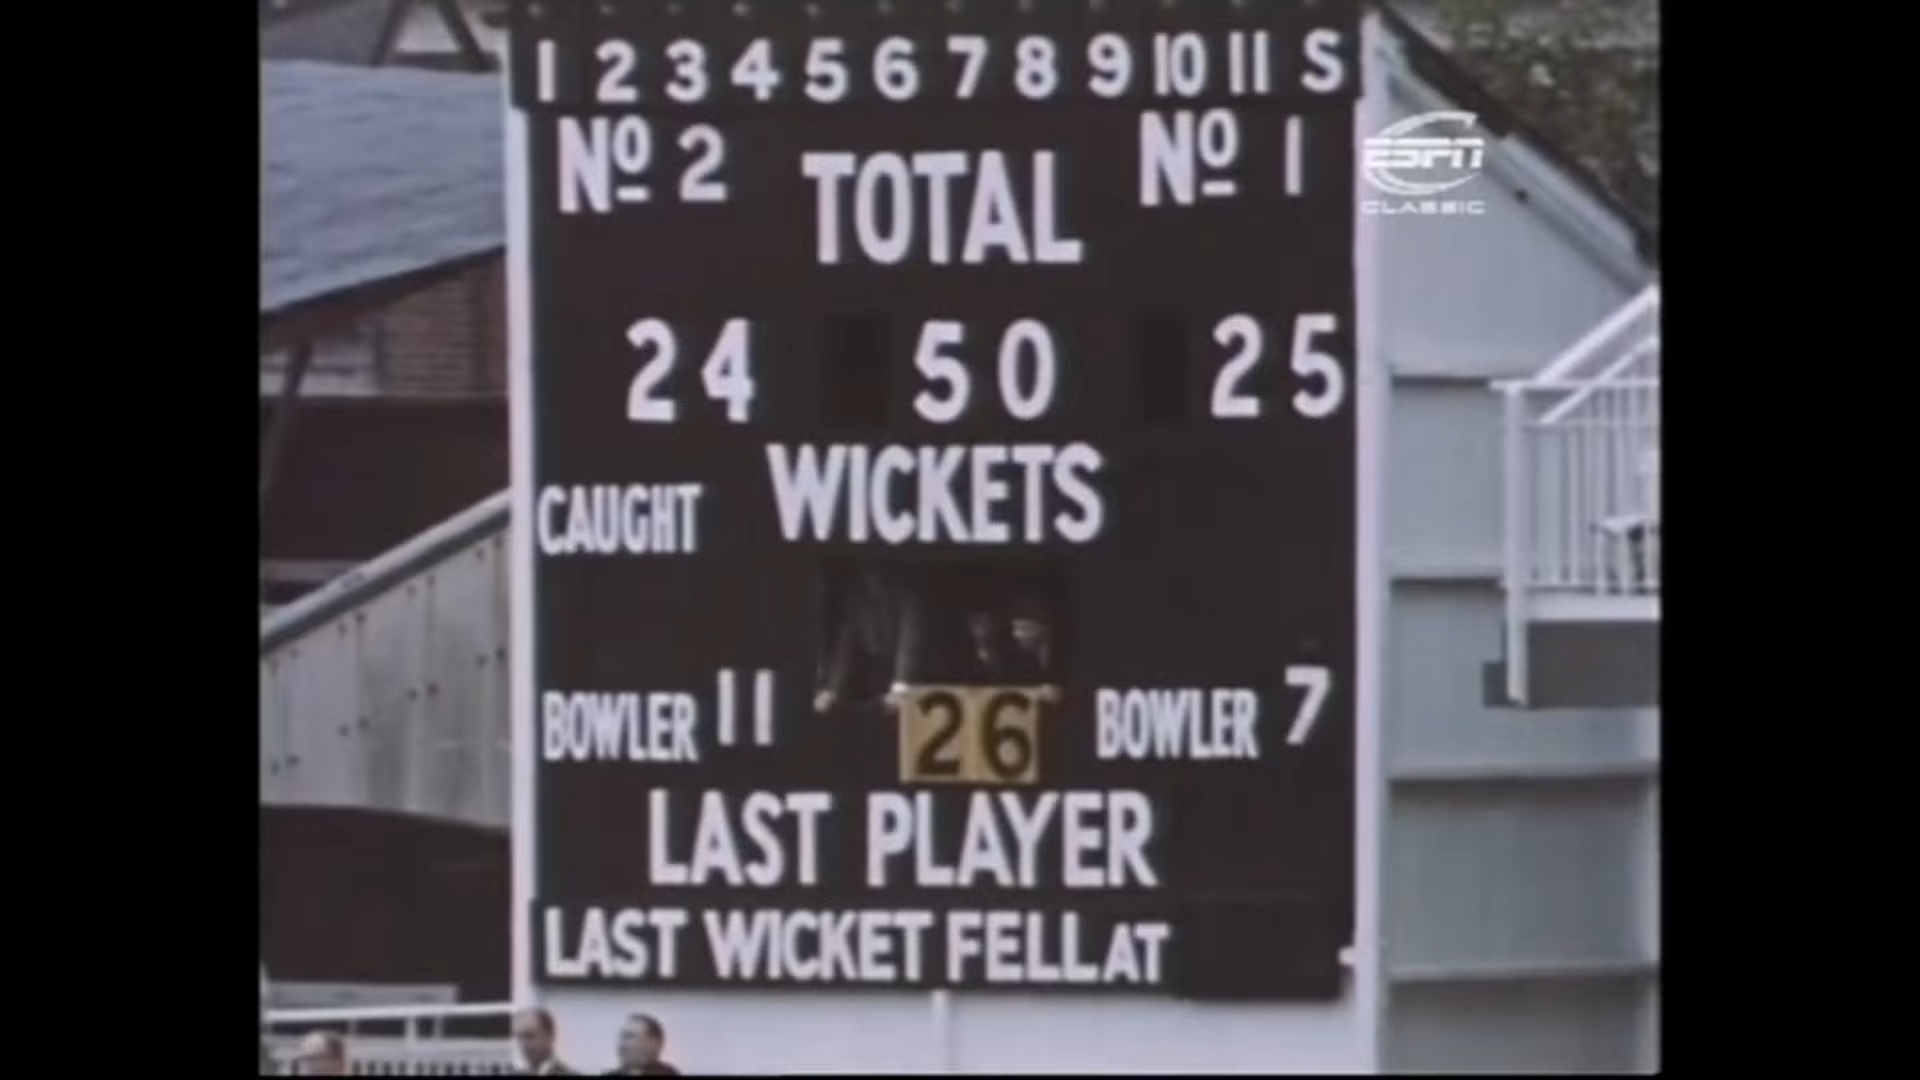 1 2 3 4 5 6 7 8 9 10 11 S
Nº 2 TOTAL Nº 1
ESPN
CLASSIC
24 50 25
CAUGHT WICKETS
BOWLER 11 26 BOWLER 7
LAST PLAYER
LAST WICKET FELL AT